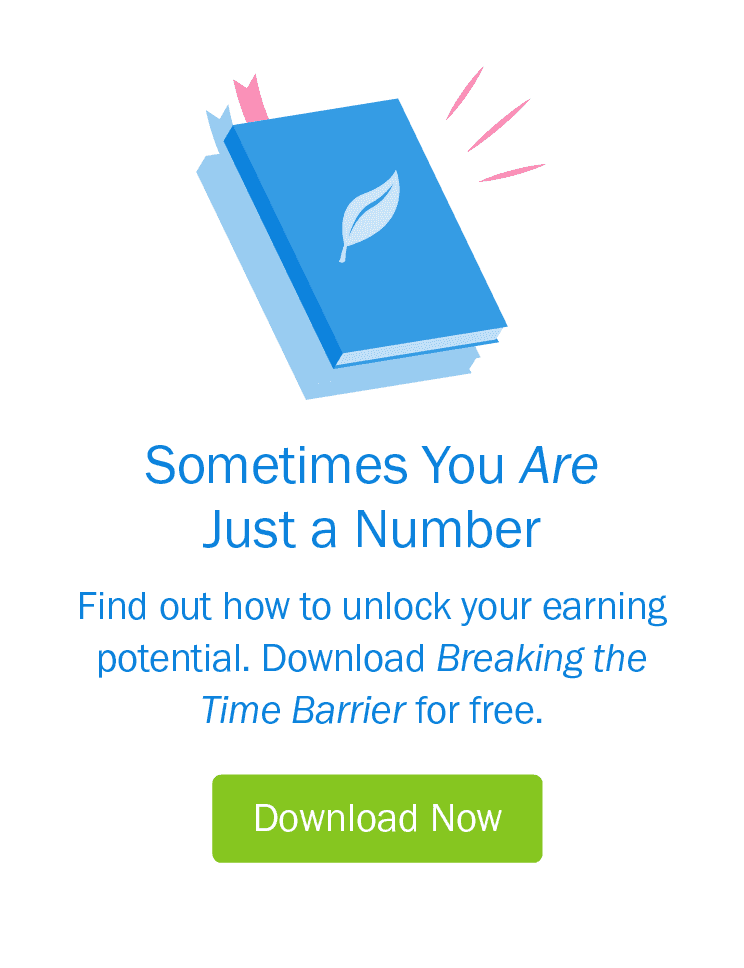 Sometimes You Are
Just a Number
Find out how to unlock your earning
potential. Download Breaking the
Time Barrier for free.
Download Now